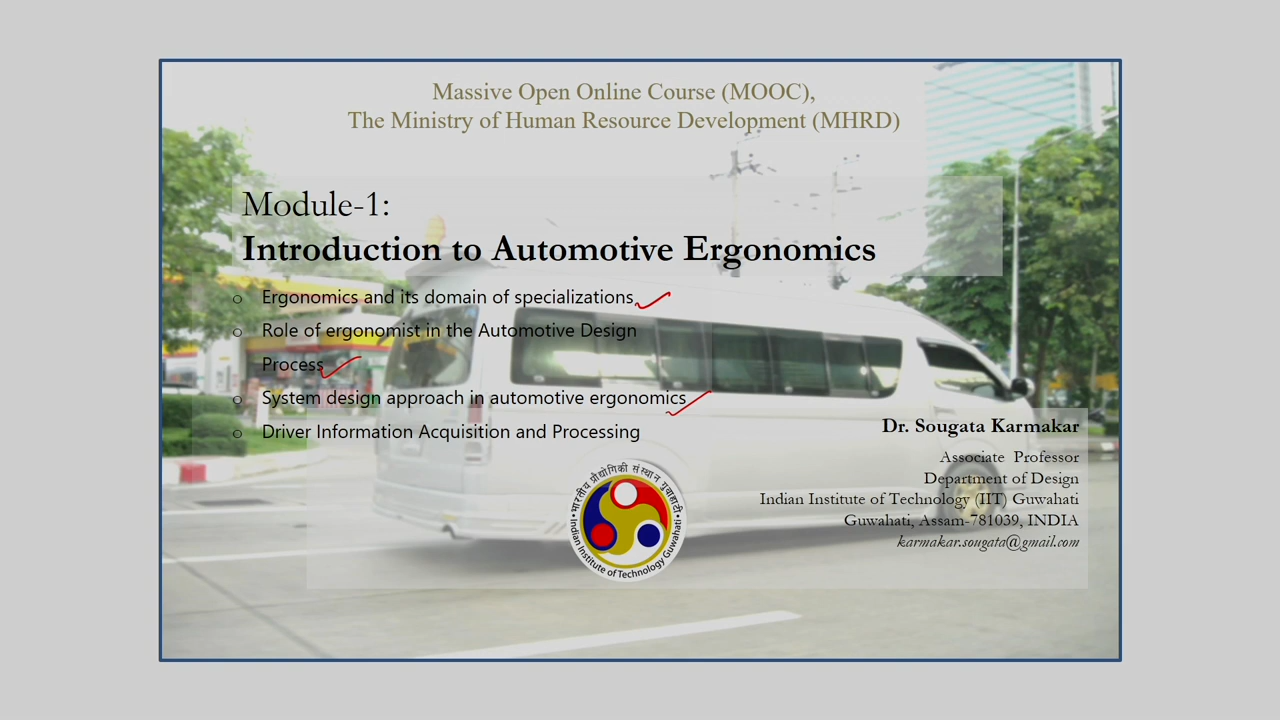 Massive Open Online Course (MOOC),
The Ministry of Human Resource Development (MHRD)
Module-1:
Introduction to Automotive Ergonomics
o Ergonomics and its domain of specializations
o Role of ergonomist in the Automotive Design
Process
o System design approach in automotive ergonomics
o Driver Information Acquisition and Processing
Dr. Sougata Karmakar
Associate Professor
Department of Design
Indian Institute of Technology (IIT) Guwahati
Guwahati, Assam-781039, INDIA
karmakar.sougata@gmail.com
भारतीय प्रौद्योगिकी संस्थान गुवाहाटी
Indian Institute of Technology Guwahati